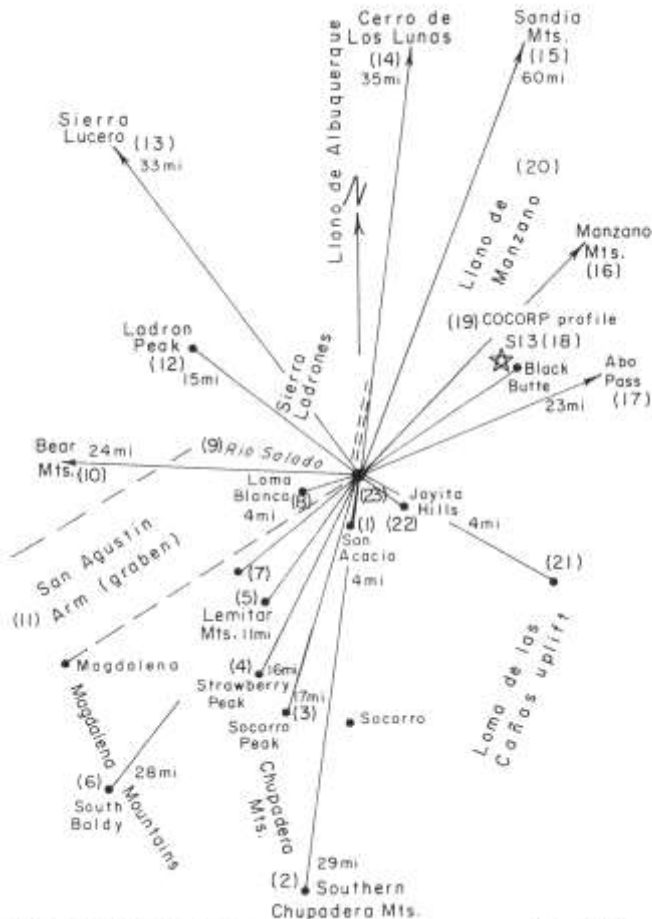 Cerro de
Los Lunas
(14)
35mi
Sandia
Mts.
(15)
60mi
Llano de Albuquerque
N
Sierra
Lucero (13)
33mi
(20)
Llano de
Manzano
Manzano
Mts.
(16)
(19) COCORP profile
S13 (18)
Black
Butte
Abo
Pass
(17)
23mi
Ladron
Peak
(12)
15mi
Sierra
Ladrones
Bear
Mts. (10)
24mi
(9) Rio Salado
Loma
Blanca (8)
4mi
(23)
Joyita
Hills
(22)
4mi
(21)
(1)
San
Acacia
4mi
San Agustin
(11) Arm (graben)
(7)
(5)
Lemitar
Mts. 11mi
Magdalena
(4) 16mi
Strawberry
Peak
17mi
(3)
Socorro
Peak
Socorro
Loma de las
Cañas uplift
Magdalena
Mountains
(6) 28mi
South
Baldy
Chupadera
Mts.
29mi
(2) Southern
Chupadera Mts.